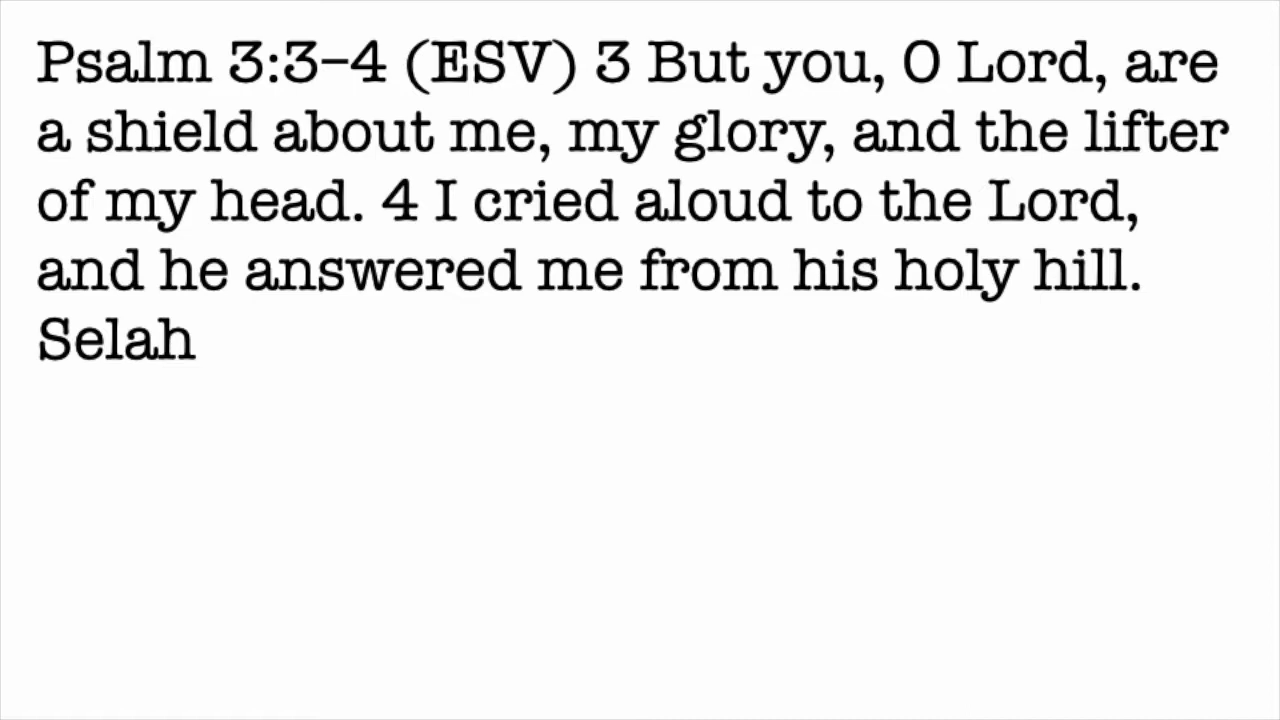 Psalm 3:3–4 (ESV) 3 But you, O Lord, are
a shield about me, my glory, and the lifter
of my head. 4 I cried aloud to the Lord,
and he answered me from his holy hill.
Selah